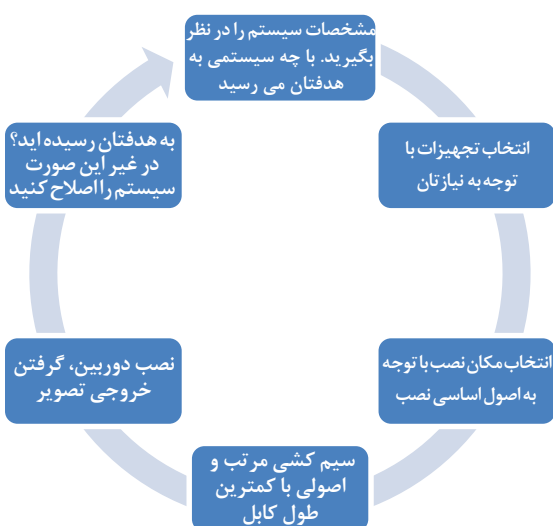 مشخصات سیستم را در نظر
بگیرید. با چه سیستمی به
هدفتان می رسید
انتخاب تجهیزات با
توجه به نیازتان
انتخاب مکان نصب با توجه
به اصول اساسی نصب
سیم کشی مرتب و
اصولی با کمترین
طول کابل
نصب دوربین، گرفتن
خروجی تصویر
به هدفتان رسیده اید؟
در غیر این صورت
سیستم را اصلاح کنید